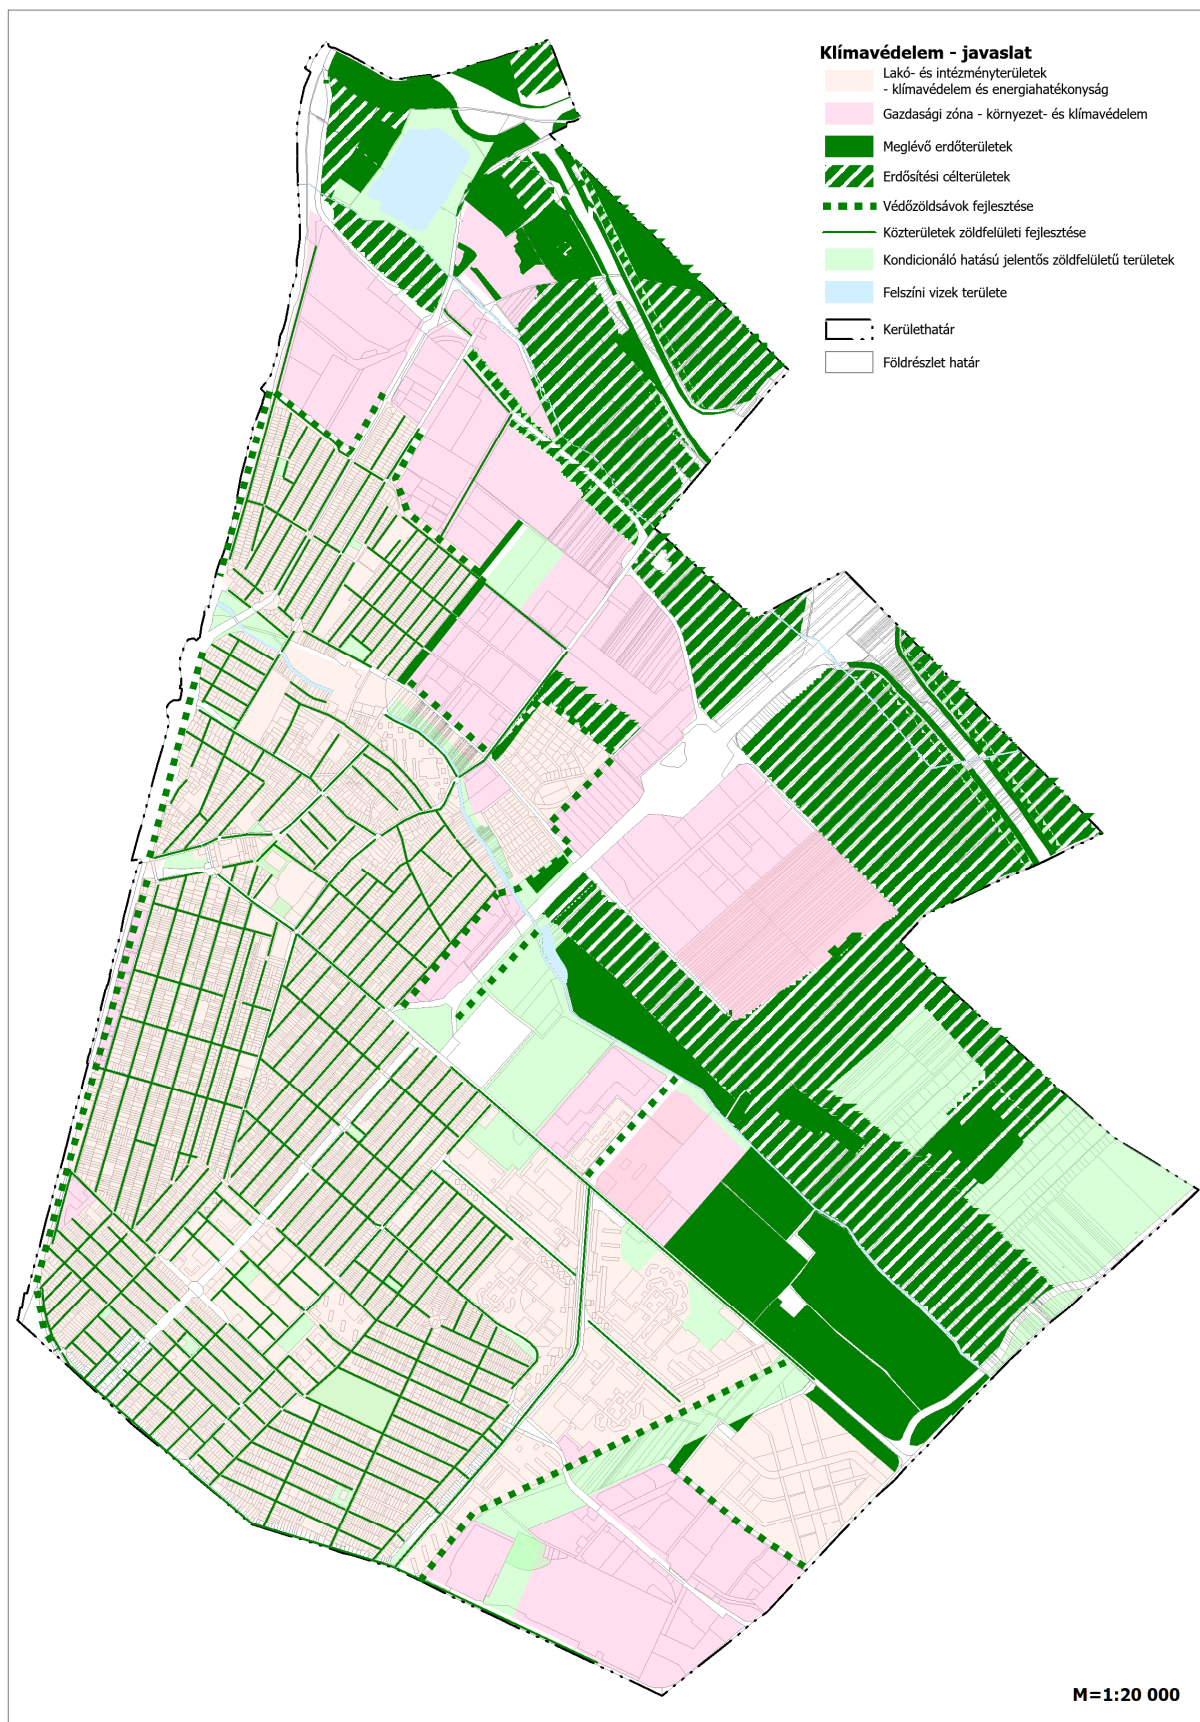 Klímavédelem - javaslat
Lakó- és intézményterületek
- klímavédelem és energiahatékonyság
Gazdasági zóna - környezet- és klímavédelem
Meglévő erdőterületek
Erdősítési célterületek
Védőzöldsávok fejlesztése
Közterületek zöldfelületi fejlesztése
Kondicionáló hatású jelentős zöldfelületű területek
Felszíni vizek területe
Kerülethatár
Földrészlet határ
M=1:20 000